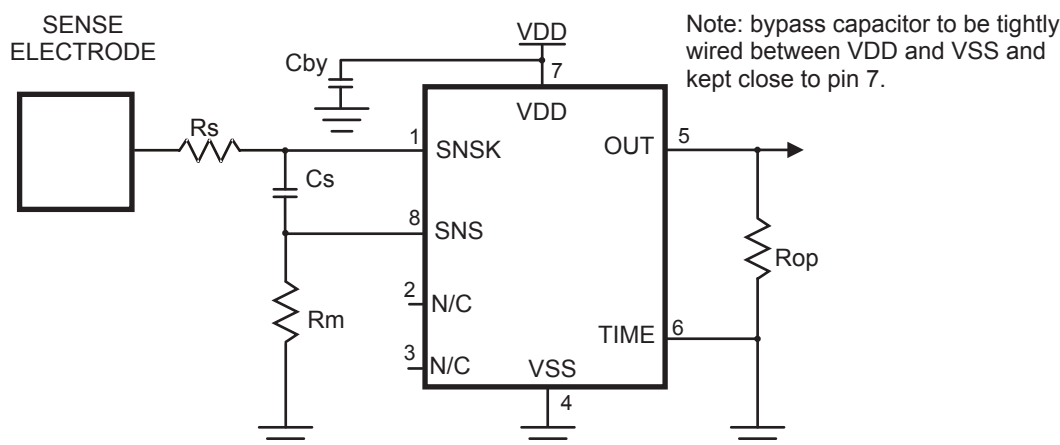 SENSE
ELECTRODE
VDD
Note: bypass capacitor to be tightly
wired between VDD and VSS and
kept close to pin 7.
Cby
7
VDD
Rs
1
SNSK
OUT
5
Cs
8
SNS
Rop
2
N/C
Rm
TIME
6
3
N/C
VSS
4